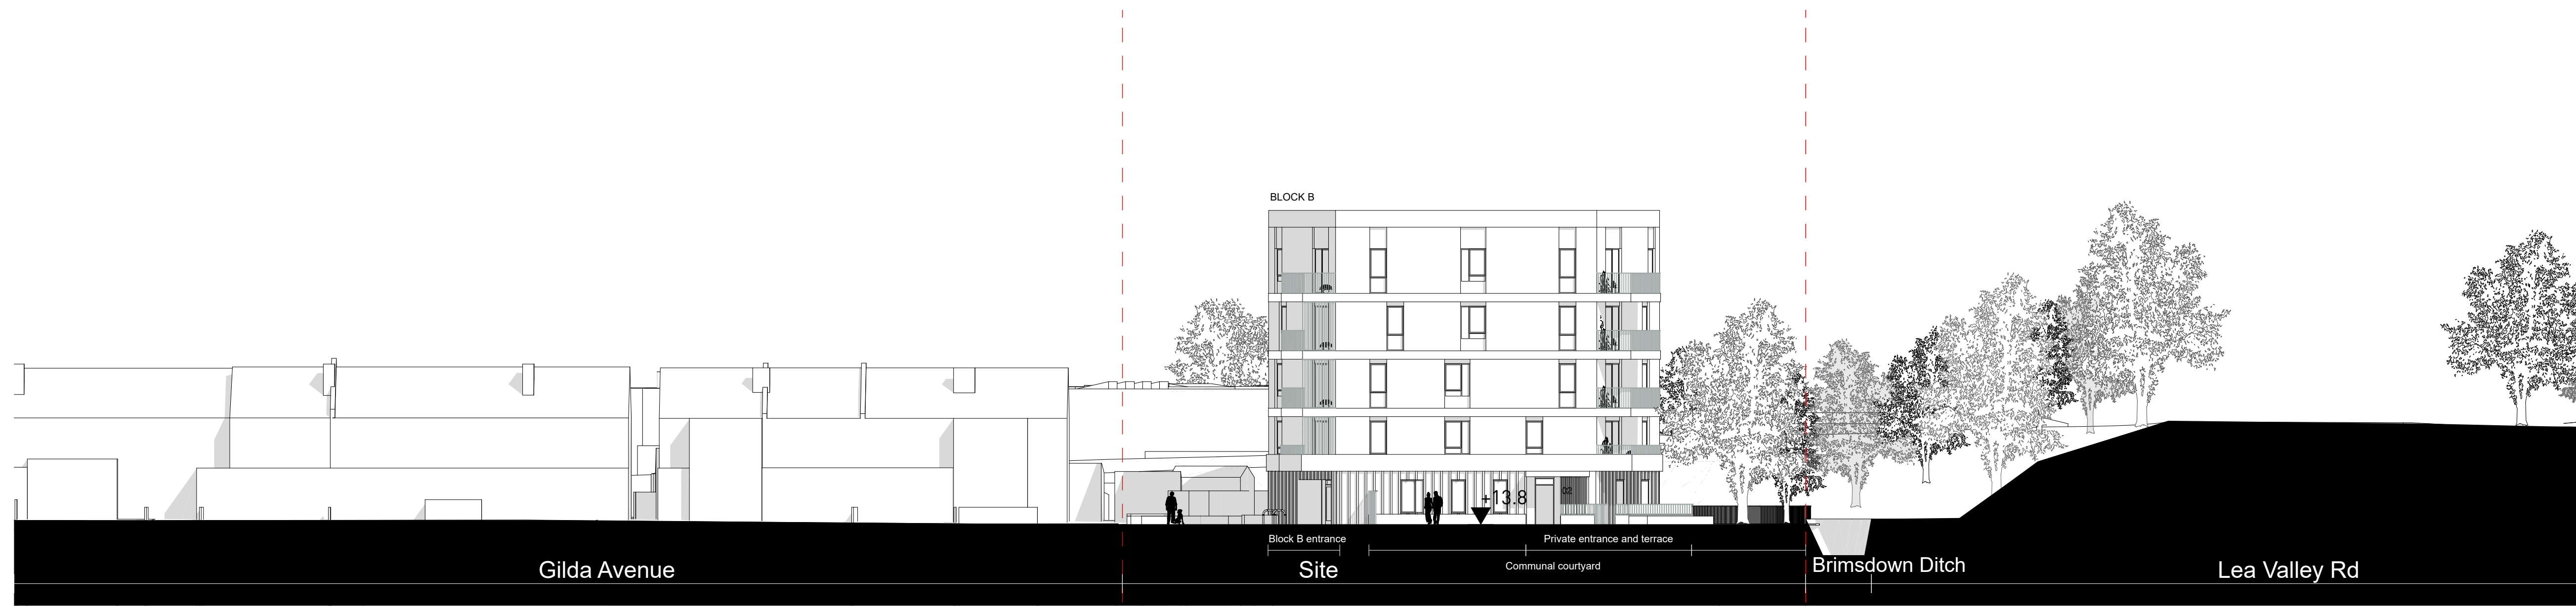 BLOCK B
02
+13.8
Block B entrance
Private entrance and terrace
Communal courtyard
Gilda Avenue
Site
Brimsdown Ditch
Lea Valley Rd